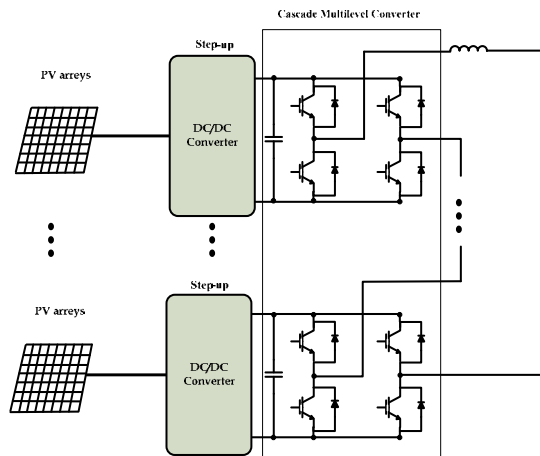 Cascade Multilevel Converter
Step-up
PV arreys
DC/DC
Converter
Step-up
PV arreys
DC/DC
Converter